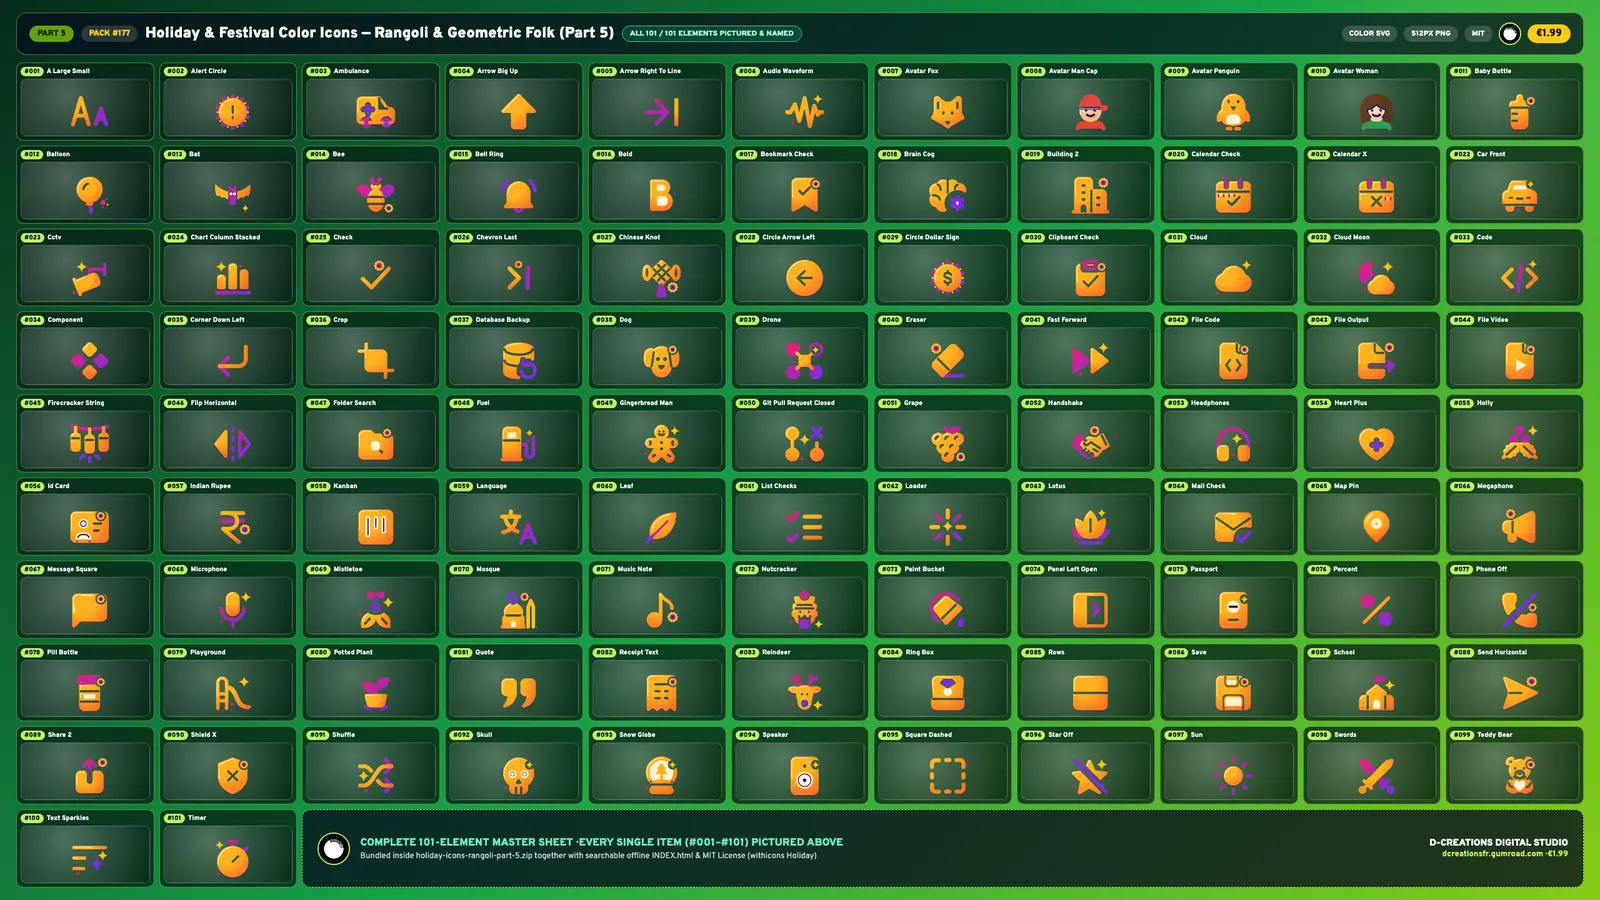 PART 5 PACK #177 Holiday & Festival Color Icons – Rangoli & Geometric Folk (Part 5) ALL 101 / 101 ELEMENTS PICTURED & NAMED COLOR SVG 512PX PNG MIT €1.99
#001 A Large Small #002 Alert Circle #003 Ambulance #004 Arrow Big Up #005 Arrow Right To Line #006 Audio Waveform #007 Avatar Fox #008 Avatar Man Cap #009 Avatar Penguin #010 Avatar Woman #011 Baby Bottle
#012 Balloon #013 Bat #014 Bee #015 Bell Ring #016 Bold #017 Bookmark Check #018 Brain Cog #019 Building 2 #020 Calendar Check #021 Calendar X #022 Car Front
#023 Cctv #024 Chart Column Stacked #025 Check #026 Chevron Last #027 Chinese Knot #028 Circle Arrow Left #029 Circle Dollar Sign #030 Clipboard Check #031 Cloud #032 Cloud Moon #033 Code
#034 Component #035 Corner Down Left #036 Crop #037 Database Backup #038 Dog #039 Drone #040 Eraser #041 Fast Forward #042 File Code #043 File Output #044 File Video
#045 Firecracker String #046 Flip Horizontal #047 Folder Search #048 Fuel #049 Gingerbread Man #050 Git Pull Request Closed #051 Grape #052 Handshake #053 Headphones #054 Heart Plus #055 Holly
#056 Id Card #057 Indian Rupee #058 Kanban #059 Language #060 Leaf #061 List Checks #062 Loader #063 Lotus #064 Mail Check #065 Map Pin #066 Megaphone
#067 Message Square #068 Microphone #069 Mistletoe #070 Mosque #071 Music Note #072 Nutcracker #073 Paint Bucket #074 Panel Left Open #075 Passport #076 Percent #077 Phone Off
#078 Pill Bottle #079 Playground #080 Potted Plant #081 Quote #082 Receipt Text #083 Reindeer #084 Ring Box #085 Rows #086 Save #087 School #088 Send Horizontal
#089 Share 2 #090 Shield X #091 Shuffle #092 Skull #093 Snow Globe #094 Speaker #095 Square Dashed #096 Star Off #097 Sun #098 Swords #099 Teddy Bear
#100 Text Sparkles #101 Timer
COMPLETE 101-ELEMENT MASTER SHEET · EVERY SINGLE ITEM (#001–#101) PICTURED ABOVE
Bundled inside holiday-icons-rangoli-part-5.zip together with searchable offline INDEX.html & MIT License (withicons Holiday)
D-CREATIONS DIGITAL STUDIO
dcreationsfr.gumroad.com · €1.99